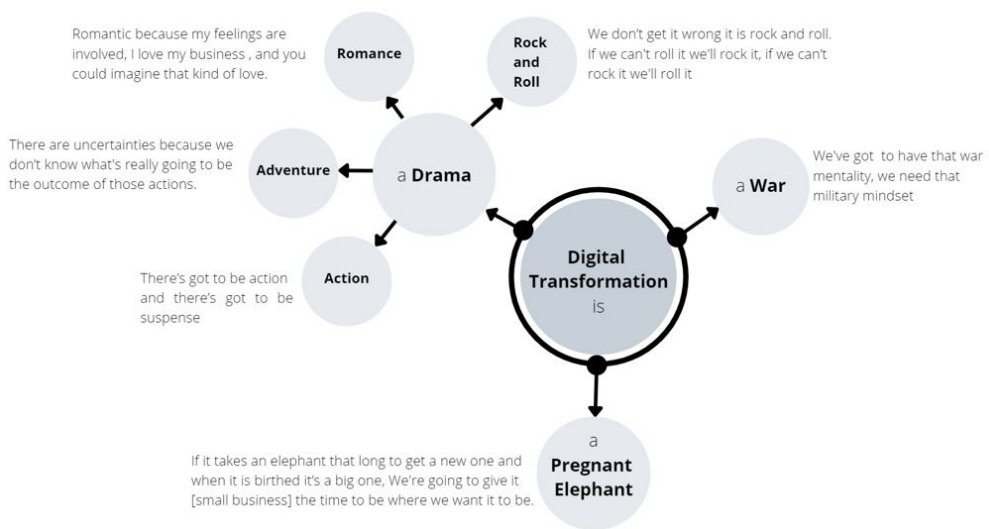 Romantic because my feelings are
involved, I love my business , and you
could imagine that kind of love.
Romance
Rock
and
Roll
We don’t get it wrong it is rock and roll.
If we can't roll it we'll rock it, if we can’t
rock it we'll roll it
There are uncertainties because we
don’t know what's really going to be
the outcome of those actions.
Adventure
a Drama
a War
We've got to have that war
mentality, we need that
military mindset
There’s got to be action
and there’s got to be
suspense
Action
Digital
Transformation
is
If it takes an elephant that long to get a new one and
when it is birthed it’s a big one, We're going to give it
[small business] the time to be where we want it to be.
a
Pregnant
Elephant